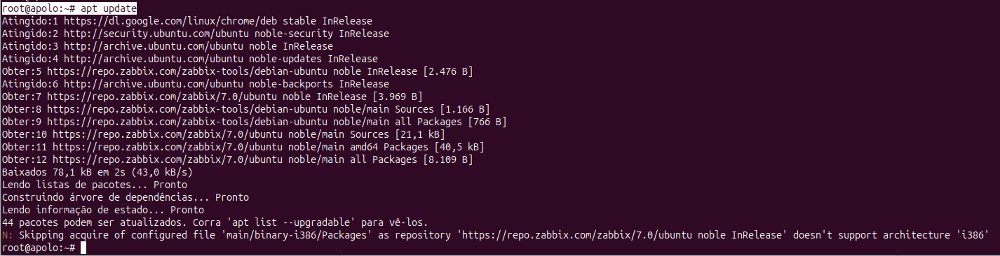 root@apolo:~# apt update
Atingido:1 https://dl.google.com/linux/chrome/deb stable InRelease
Atingido:2 http://security.ubuntu.com/ubuntu noble-security InRelease
Atingido:3 http://archive.ubuntu.com/ubuntu noble InRelease
Atingido:4 http://archive.ubuntu.com/ubuntu noble-updates InRelease
Obter:5 https://repo.zabbix.com/zabbix-tools/debian-ubuntu noble InRelease [2.476 B]
Atingido:6 http://archive.ubuntu.com/ubuntu noble-backports InRelease
Obter:7 https://repo.zabbix.com/zabbix/7.0/ubuntu noble InRelease [3.969 B]
Obter:8 https://repo.zabbix.com/zabbix-tools/debian-ubuntu noble/main Sources [1.166 B]
Obter:9 https://repo.zabbix.com/zabbix-tools/debian-ubuntu noble/main all Packages [766 B]
Obter:10 https://repo.zabbix.com/zabbix/7.0/ubuntu noble/main Sources [21,1 kB]
Obter:11 https://repo.zabbix.com/zabbix/7.0/ubuntu noble/main amd64 Packages [40,5 kB]
Obter:12 https://repo.zabbix.com/zabbix/7.0/ubuntu noble/main all Packages [8.109 B]
Baixados 78,1 kB em 2s (43,0 kB/s)
Lendo listas de pacotes... Pronto
Construindo árvore de dependências... Pronto
Lendo informação de estado... Pronto
44 pacotes podem ser atualizados. Corra 'apt list --upgradable' para vê-los.
N: Skipping acquire of configured file 'main/binary-i386/Packages' as repository 'https://repo.zabbix.com/zabbix/7.0/ubuntu noble InRelease' doesn't support architecture 'i386'
root@apolo:~#